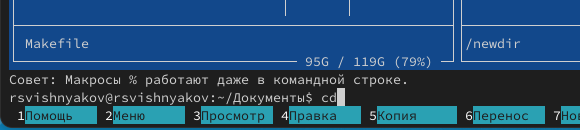 Makefile /newdir
95G / 119G (79%)
Совет: Макросы % работают даже в командной строке.
rsvishnyakov@rsvishnyakov:~/Документы$ cd
1Помощь 2Меню 3Просмотр 4Правка 5Копия 6Перенос 7Но